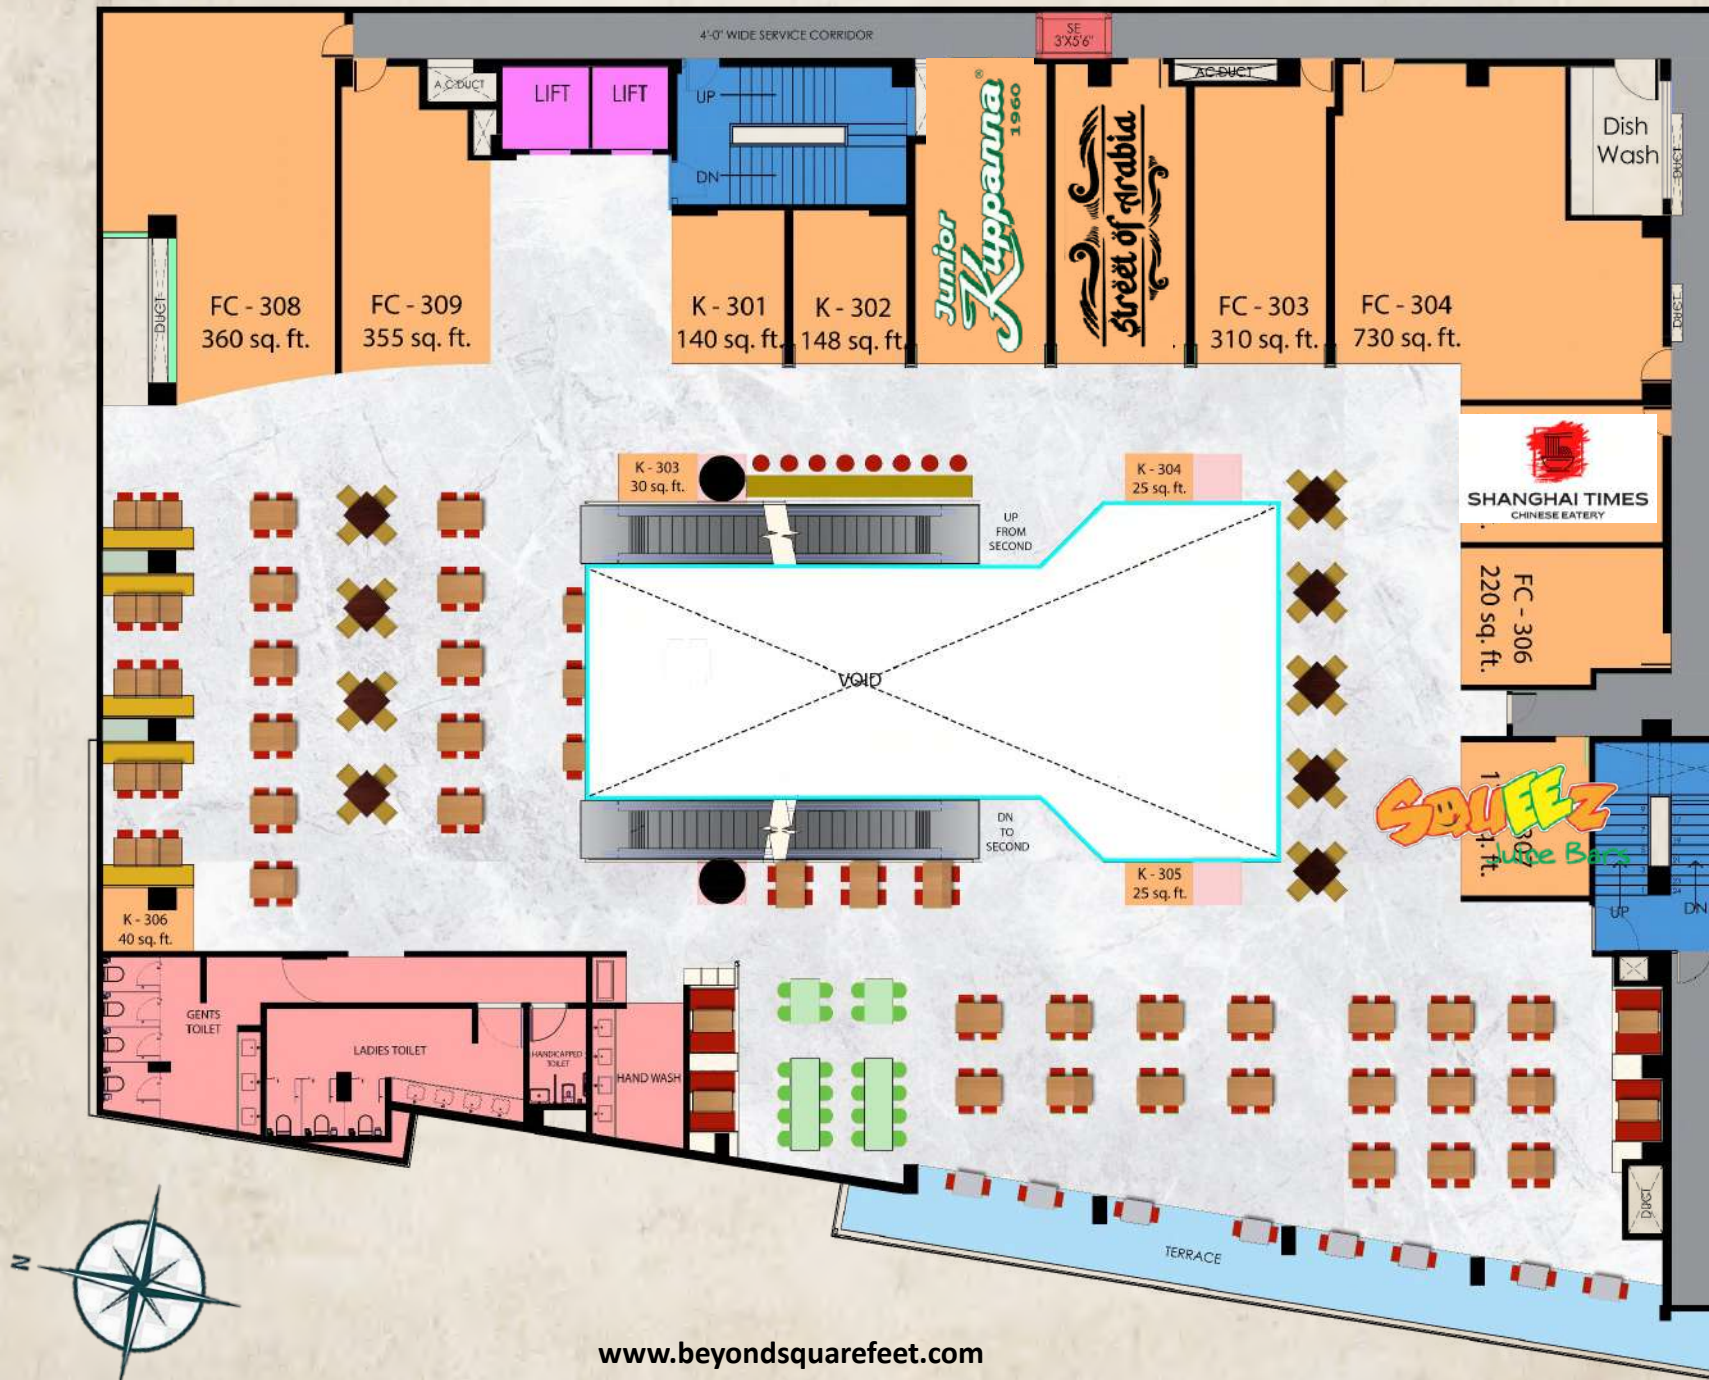 4'-0" WIDE SERVICE CORRIDOR
SE
3'X5'6"
A.C.DUCT
LIFT
LIFT
UP
DN
Junior
Kuppanna®
1960
Street of Arabia
AC.DUCT
Dish
Wash
DUCT
DUCT
FC - 308
360 sq. ft.
FC - 309
355 sq. ft.
K - 301
140 sq. ft.
K - 302
148 sq. ft.
FC - 303
310 sq. ft.
FC - 304
730 sq. ft.
DUCT
SHANGHAI TIMES
CHINESE EATERY
K - 303
30 sq. ft.
K - 304
25 sq. ft.
UP
FROM
SECOND
FC - 306
220 sq. ft.
VOID
SQUEEZ
Juice Bars
DN
TO
SECOND
K - 305
25 sq. ft.
UP
DN
K - 306
40 sq. ft.
GENTS
TOILET
LADIES TOILET
HANDICAPPED
TOILET
HAND WASH
DUCT
TERRACE
N
www.beyondsquarefeet.com